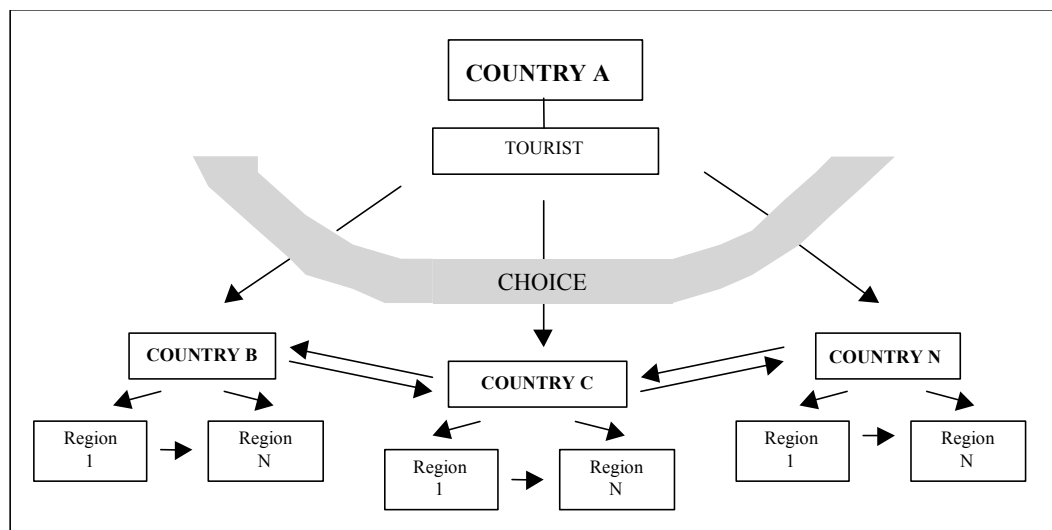 COUNTRY A
TOURIST
CHOICE
COUNTRY B
COUNTRY C
COUNTRY N
Region
1
Region
N
Region
1
Region
N
Region
1
Region
N